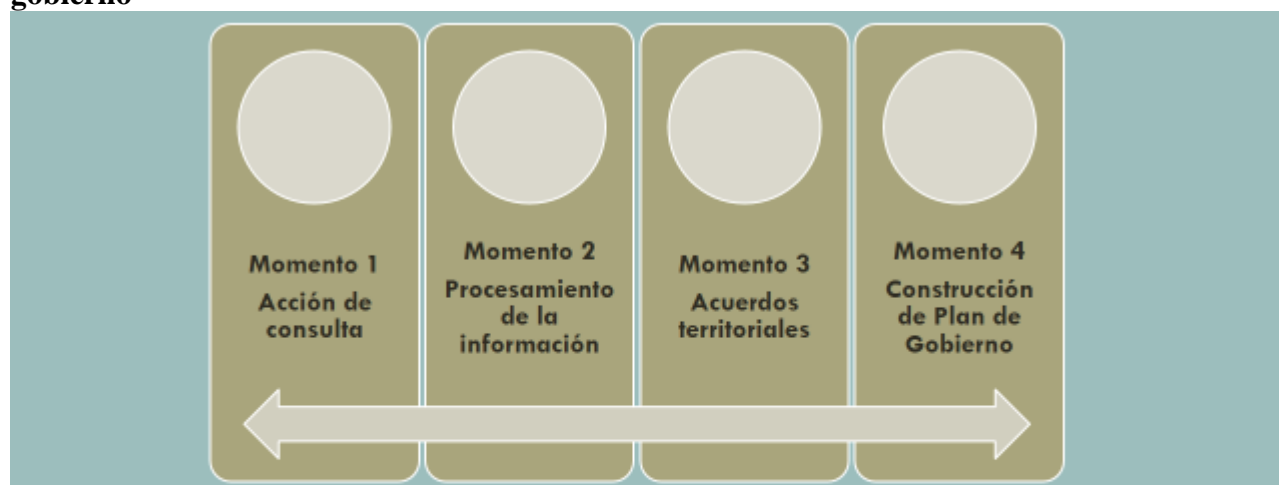 gobierno
Momento 1
Acción de
consulta
Momento 2
Procesamiento
de la
información
Momento 3
Acuerdos
territoriales
Momento 4
Construcción
de Plan de
Gobierno